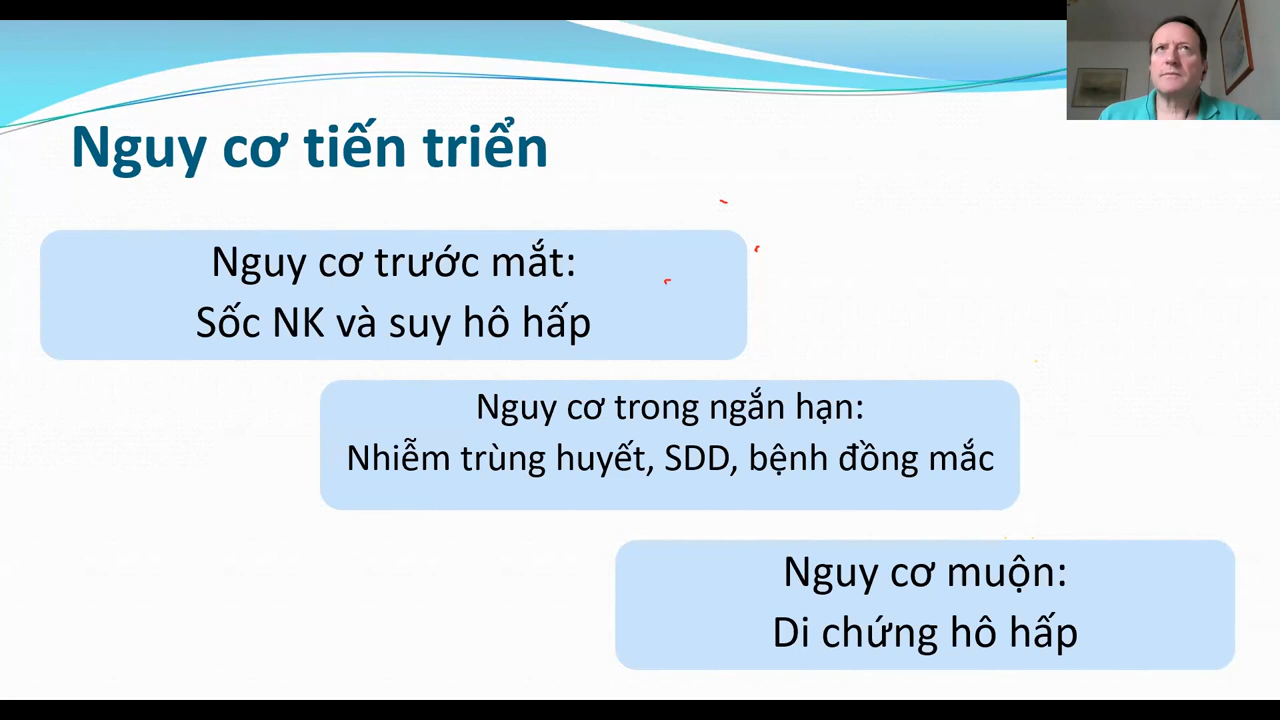 Nguy cơ tiến triển
Nguy cơ trước mắt:
Sốc NK và suy hô hấp
Nguy cơ trong ngắn hạn:
Nhiễm trùng huyết, SDD, bệnh đồng mắc
Nguy cơ muộn:
Di chứng hô hấp